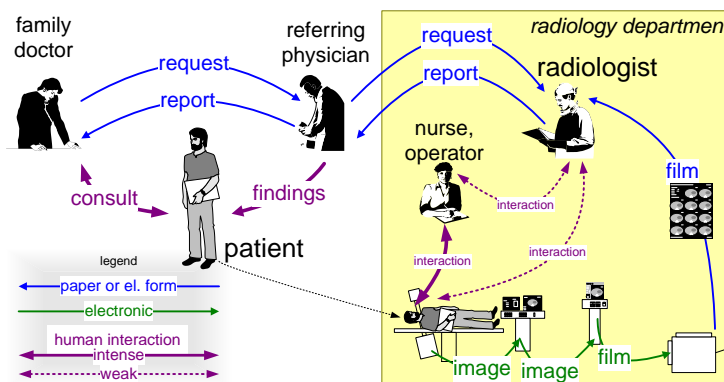 family
doctor
referring
physician
radiology department
request
report
request
report
radiologist
nurse,
operator
consult
findings
film
interaction
interaction
interaction
patient
legend
paper or el. form
electronic
human interaction
intense
weak
image
image
film